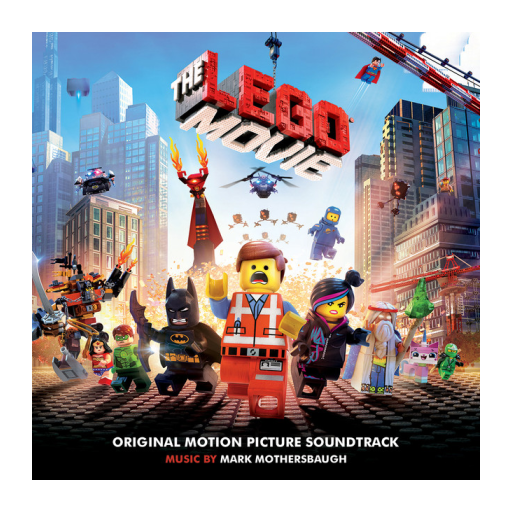 THE
LEGO
MOVIE
ORIGINAL MOTION PICTURE SOUNDTRACK
MUSIC BY MARK MOTHERSBAUGH